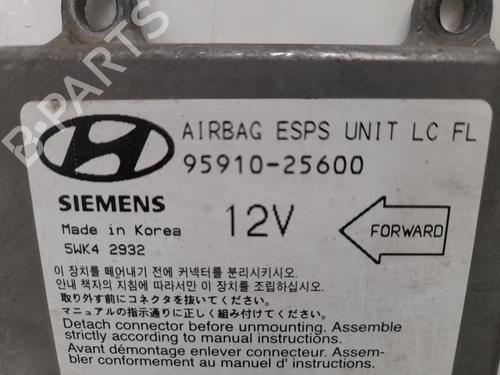 B-PARTS
AIRBAG ESPS UNIT LC FL
95910-25600
SIEMENS
Made in Korea
5WK4 2932
12V
FORWARD
이 장치를 떼어내기 전에 커넥터를 분리시키시오.
안내 책자의 지침에 따라서만 이 장치를 조립하십시오.
取り外す前にコネクタを抜いてください。
マニュアルの指示通りに正しく組み付けてください。
Detach connector before unmounting. Assemble
strictly according to manual instructions.
Avant démontage enlever connecteur. Assem-
bler conformement au manuel d' instructions.